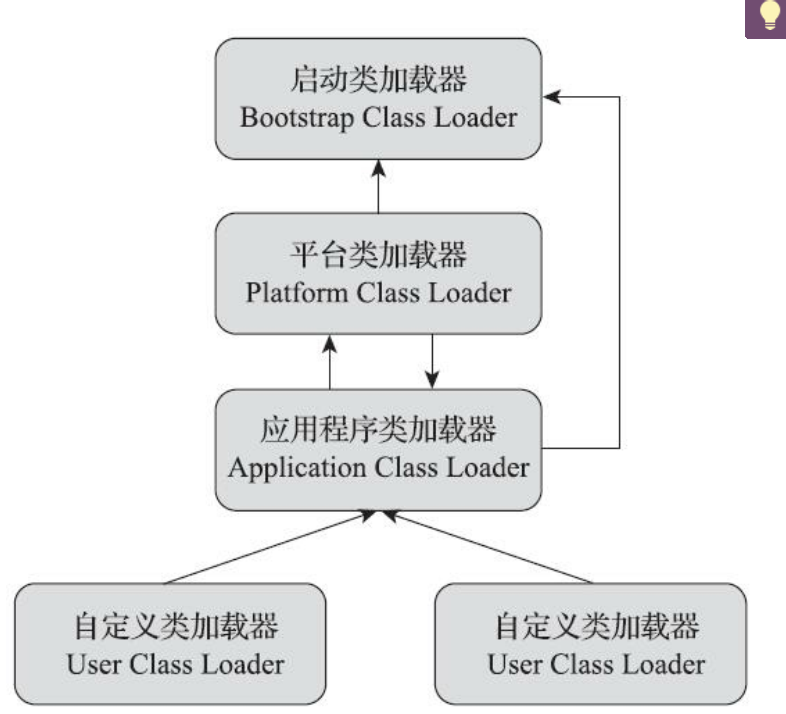 启动类加载器
Bootstrap Class Loader
平台类加载器
Platform Class Loader
应用程序类加载器
Application Class Loader
自定义类加载器
User Class Loader
自定义类加载器
User Class Loader